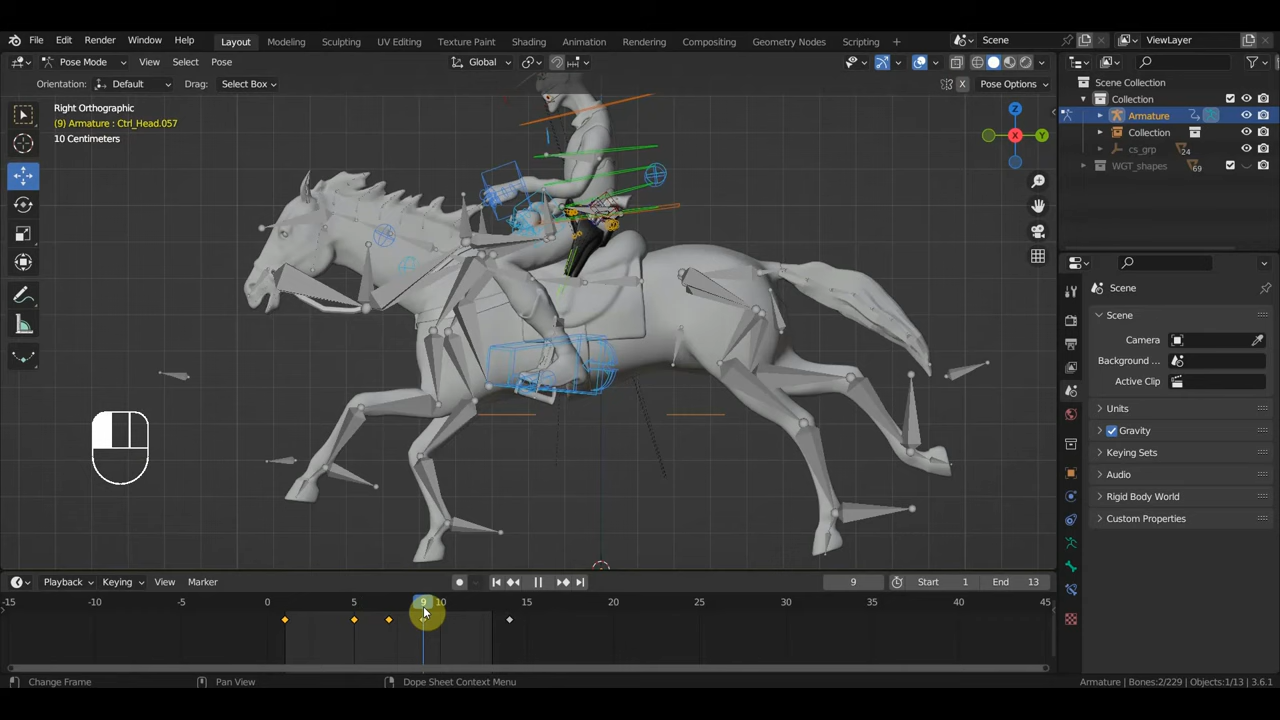 File Edit Render Window Help Layout Modeling Sculpting UV Editing Texture Paint Shading Animation Rendering Compositing Geometry Nodes Scripting + Scene ViewLayer
Pose Mode View Select Pose Global Pose Options
Orientation: Default Drag: Select Box X
Right Orthographic
(9) Armature : Ctrl_Head.057
10 Centimeters
Z
X
Y
Scene Collection
Collection
Armature
Collection
cs_grp 24
WGT_shapes 69
Scene
Scene
Camera
Background ...
Active Clip
Units
Gravity
Keying Sets
Audio
Rigid Body World
Custom Properties
Playback Keying View Marker 9 Start 1 End 13
-15 -10 0 5 9 10 15 20 25 30 35 40 45
Change Frame Pan View Dope Sheet Context Menu Armature | Bones:2/229 | Objects:1/13 | 3.6.1